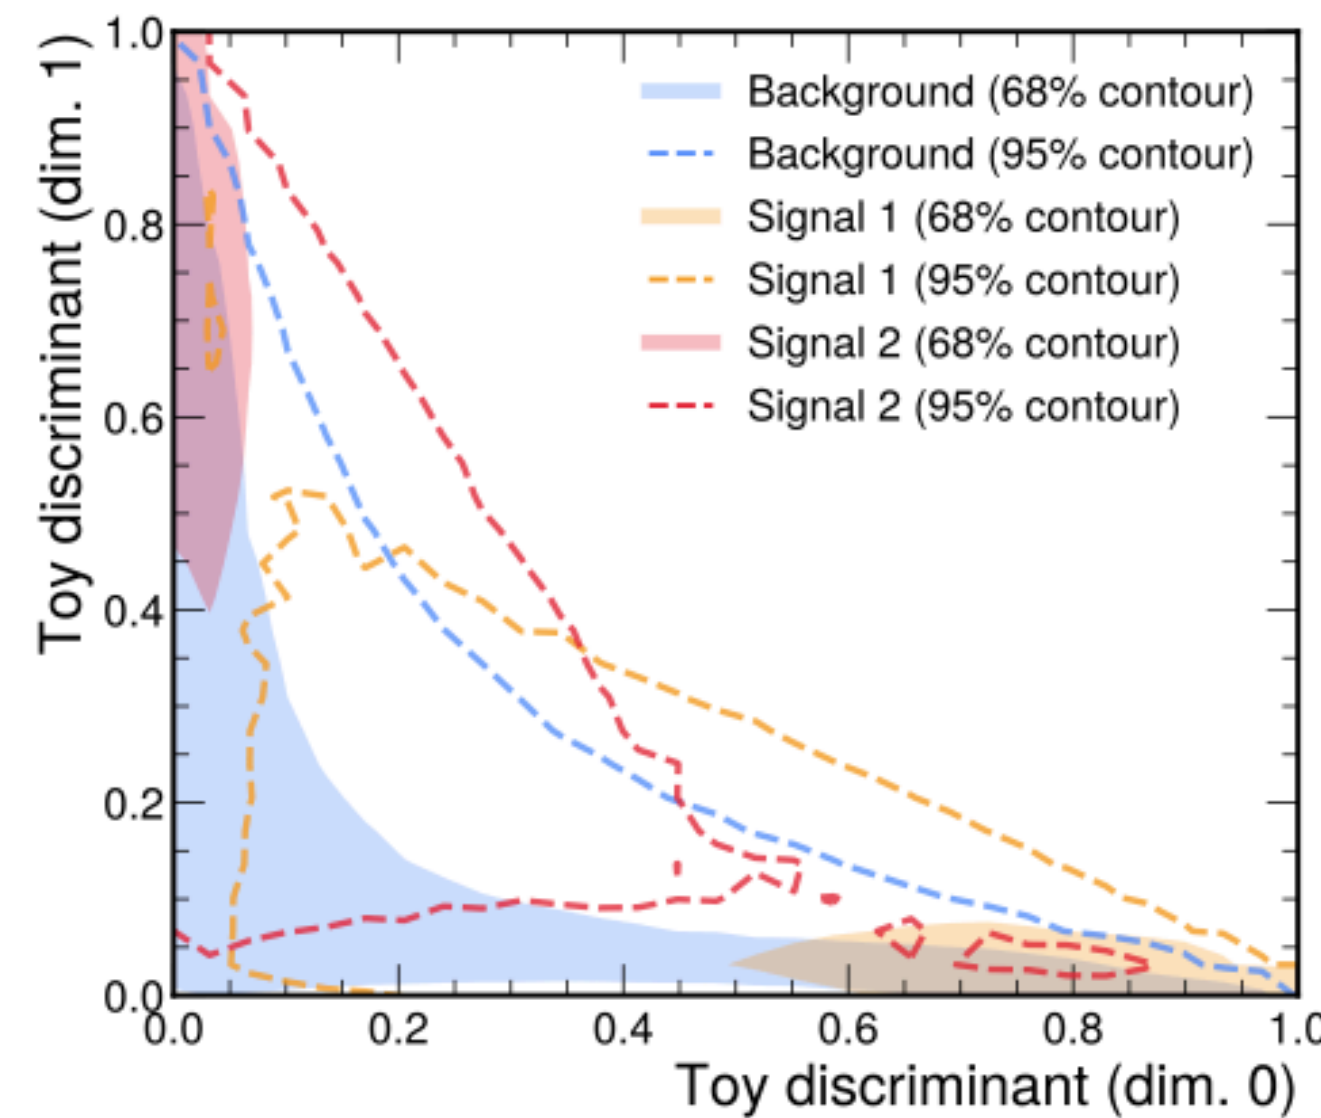 Toy discriminant (dim. 1)
1.0
0.8
0.6
0.4
0.2
0.0
Background (68% contour)
Background (95% contour)
Signal 1 (68% contour)
Signal 1 (95% contour)
Signal 2 (68% contour)
Signal 2 (95% contour)
0.0 0.2 0.4 0.6 0.8 1.0
Toy discriminant (dim. 0)